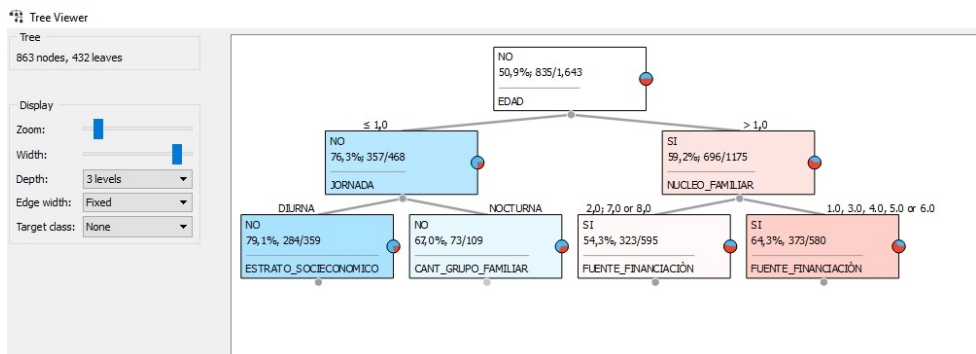 Tree Viewer
Tree
863 nodes, 432 leaves
Display
Zoom:
Width:
Depth: 3 levels
Edge width: Fixed
Target class: None
NO
50,9%; 835/1,643
EDAD
≤ 1,0
> 1,0
NO
76,3%; 357/468
JORNADA
SI
59,2%; 696/1175
NUCLEO_FAMILIAR
DIURNA
NOCTURNA
2,0; 7,0 or 8,0
1.0, 3.0, 4.0, 5.0 or 6.0
NO
79,1%, 284/359
ESTRATO_SOCIECONOMICO
NO
67,0%, 73/109
CANT_GRUPO_FAMILIAR
SI
54,3%, 323/595
FUENTE_FINANCIACIÒN
SI
64,3%, 373/580
FUENTE_FINANCIACIÒN